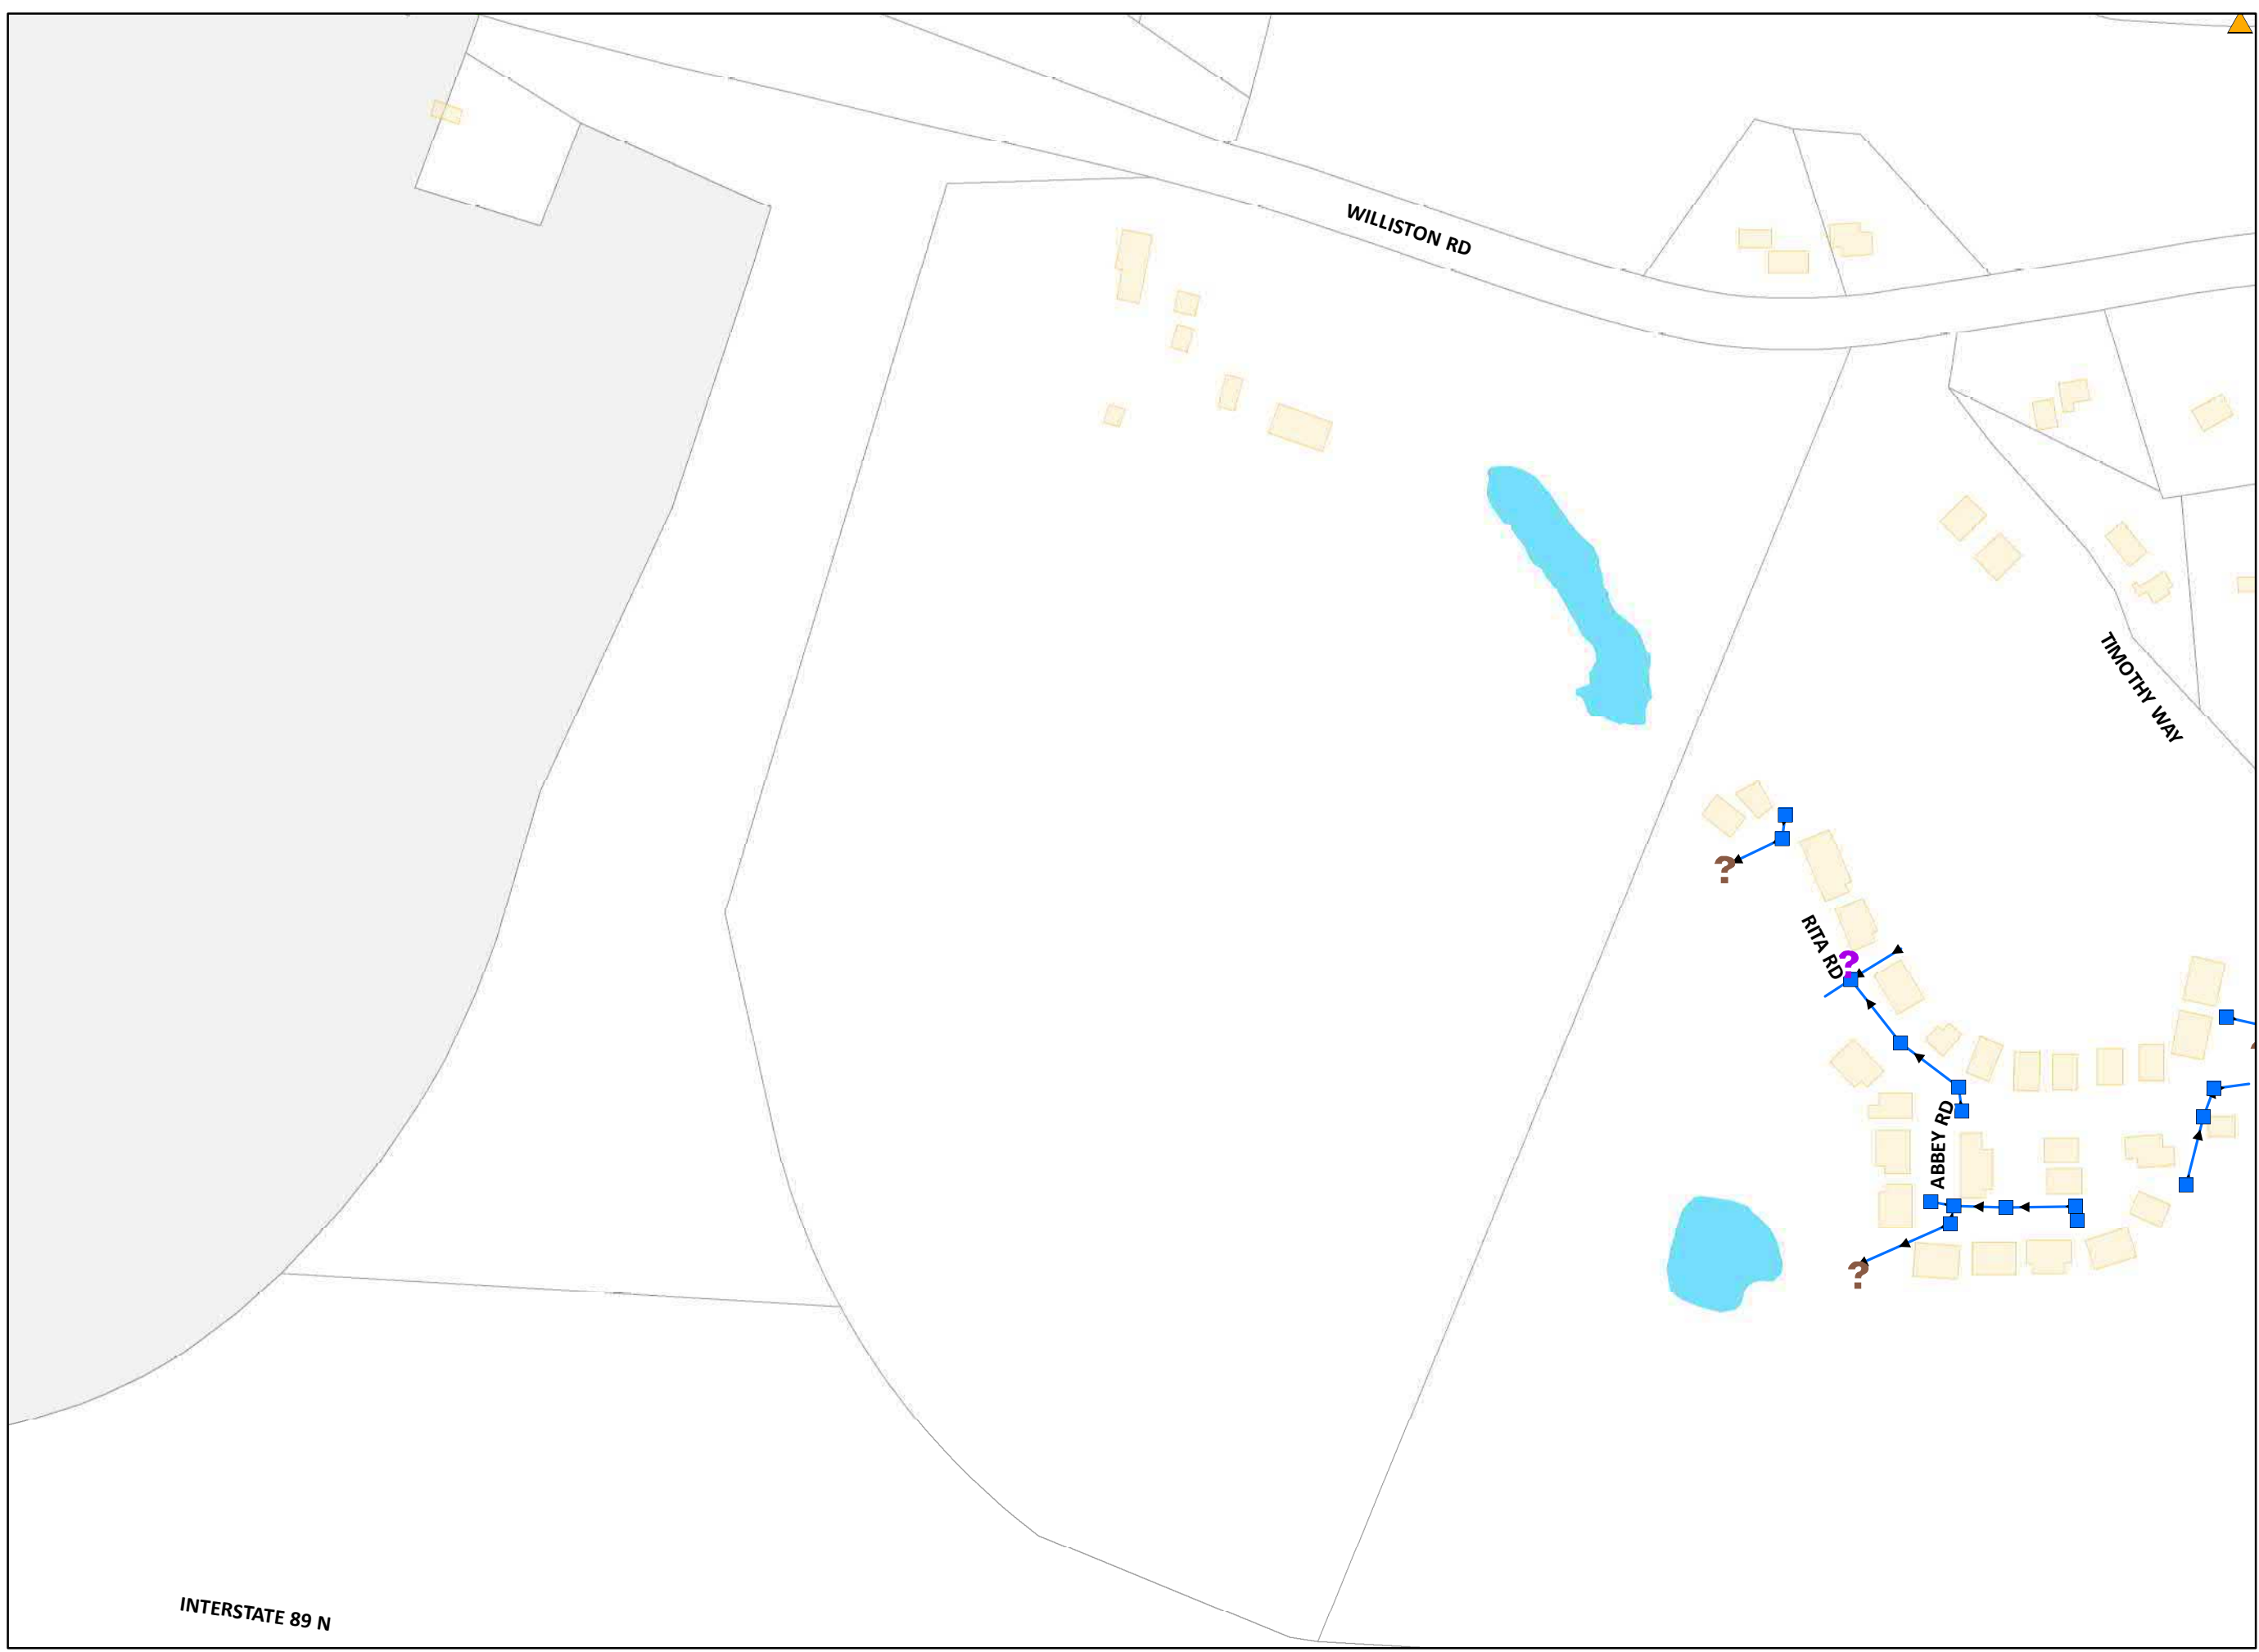 WILLISTON RD
TIMOTHY WAY
?
RITA RD
?
ABBEY RD
?
INTERSTATE 89 N